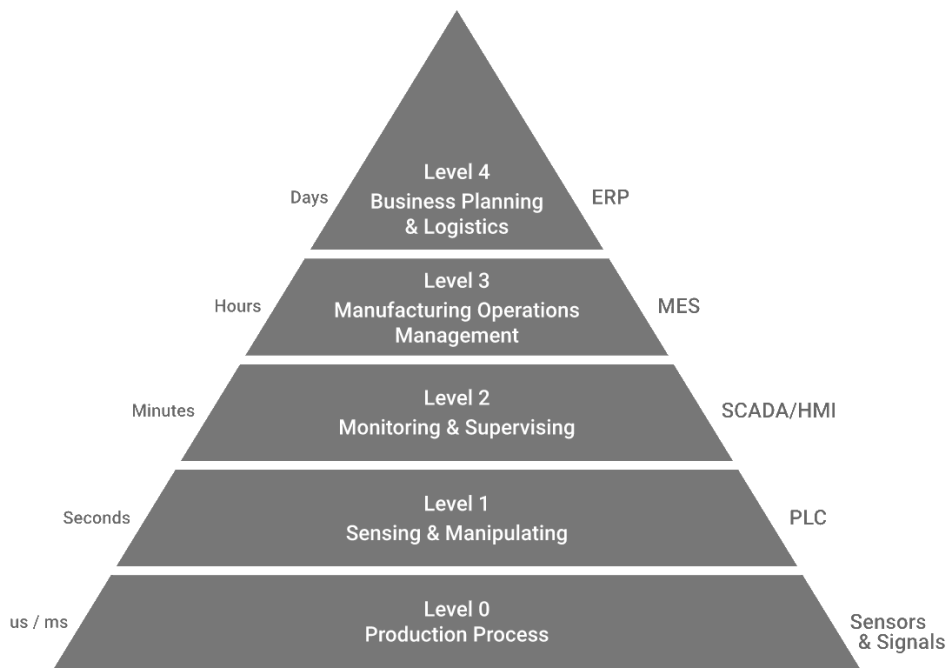 Level 4
Days
Business Planning
& Logistics
ERP
Level 3
Hours
Manufacturing Operations
Management
MES
Level 2
Minutes
Monitoring & Supervising
SCADA/HMI
Level 1
Seconds
Sensing & Manipulating
PLC
Level 0
us / ms
Production Process
Sensors
& Signals